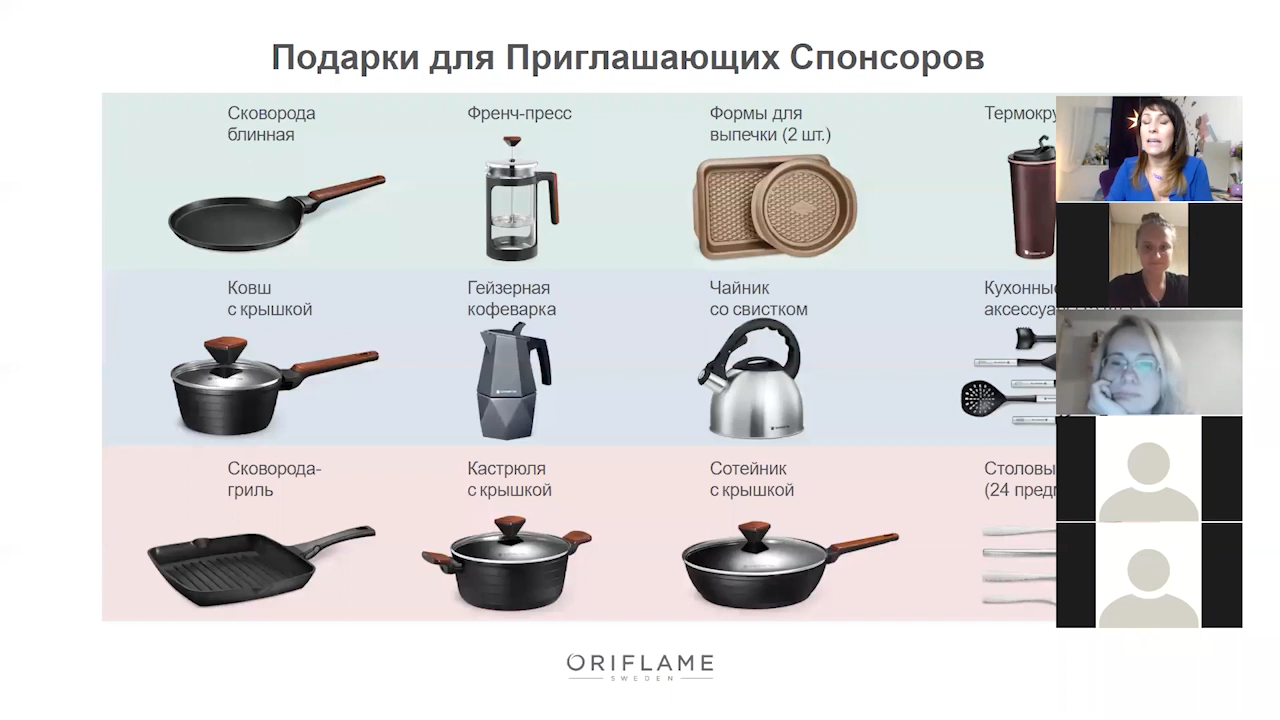 Подарки для Приглашающих Спонсоров
Сковорода
блинная
Френч-пресс
Формы для
выпечки (2 шт.)
Ковш
с крышкой
Гейзерная
кофеварка
Чайник
со свистком
Сковорода-
гриль
Кастрюля
с крышкой
Сотейник
с крышкой
(24
ORIFLAME
SWEDEN